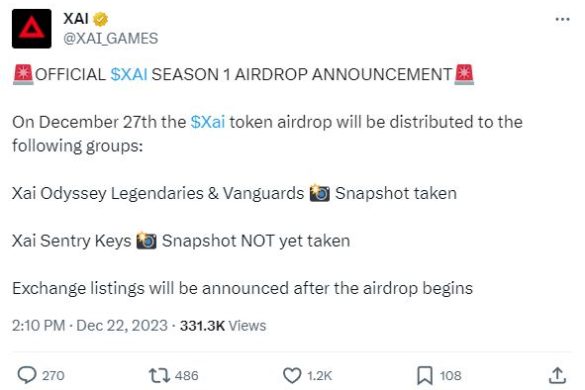 XAI
@XAI_GAMES
🚨OFFICIAL $XAI SEASON 1 AIRDROP ANNOUNCEMENT🚨
On December 27th the $Xai token airdrop will be distributed to the
following groups:
Xai Odyssey Legendaries & Vanguards 📸 Snapshot taken
Xai Sentry Keys 📸 Snapshot NOT yet taken
Exchange listings will be announced after the airdrop begins
2:10 PM · Dec 22, 2023 · 331.3K Views
270 486 1.2K 108